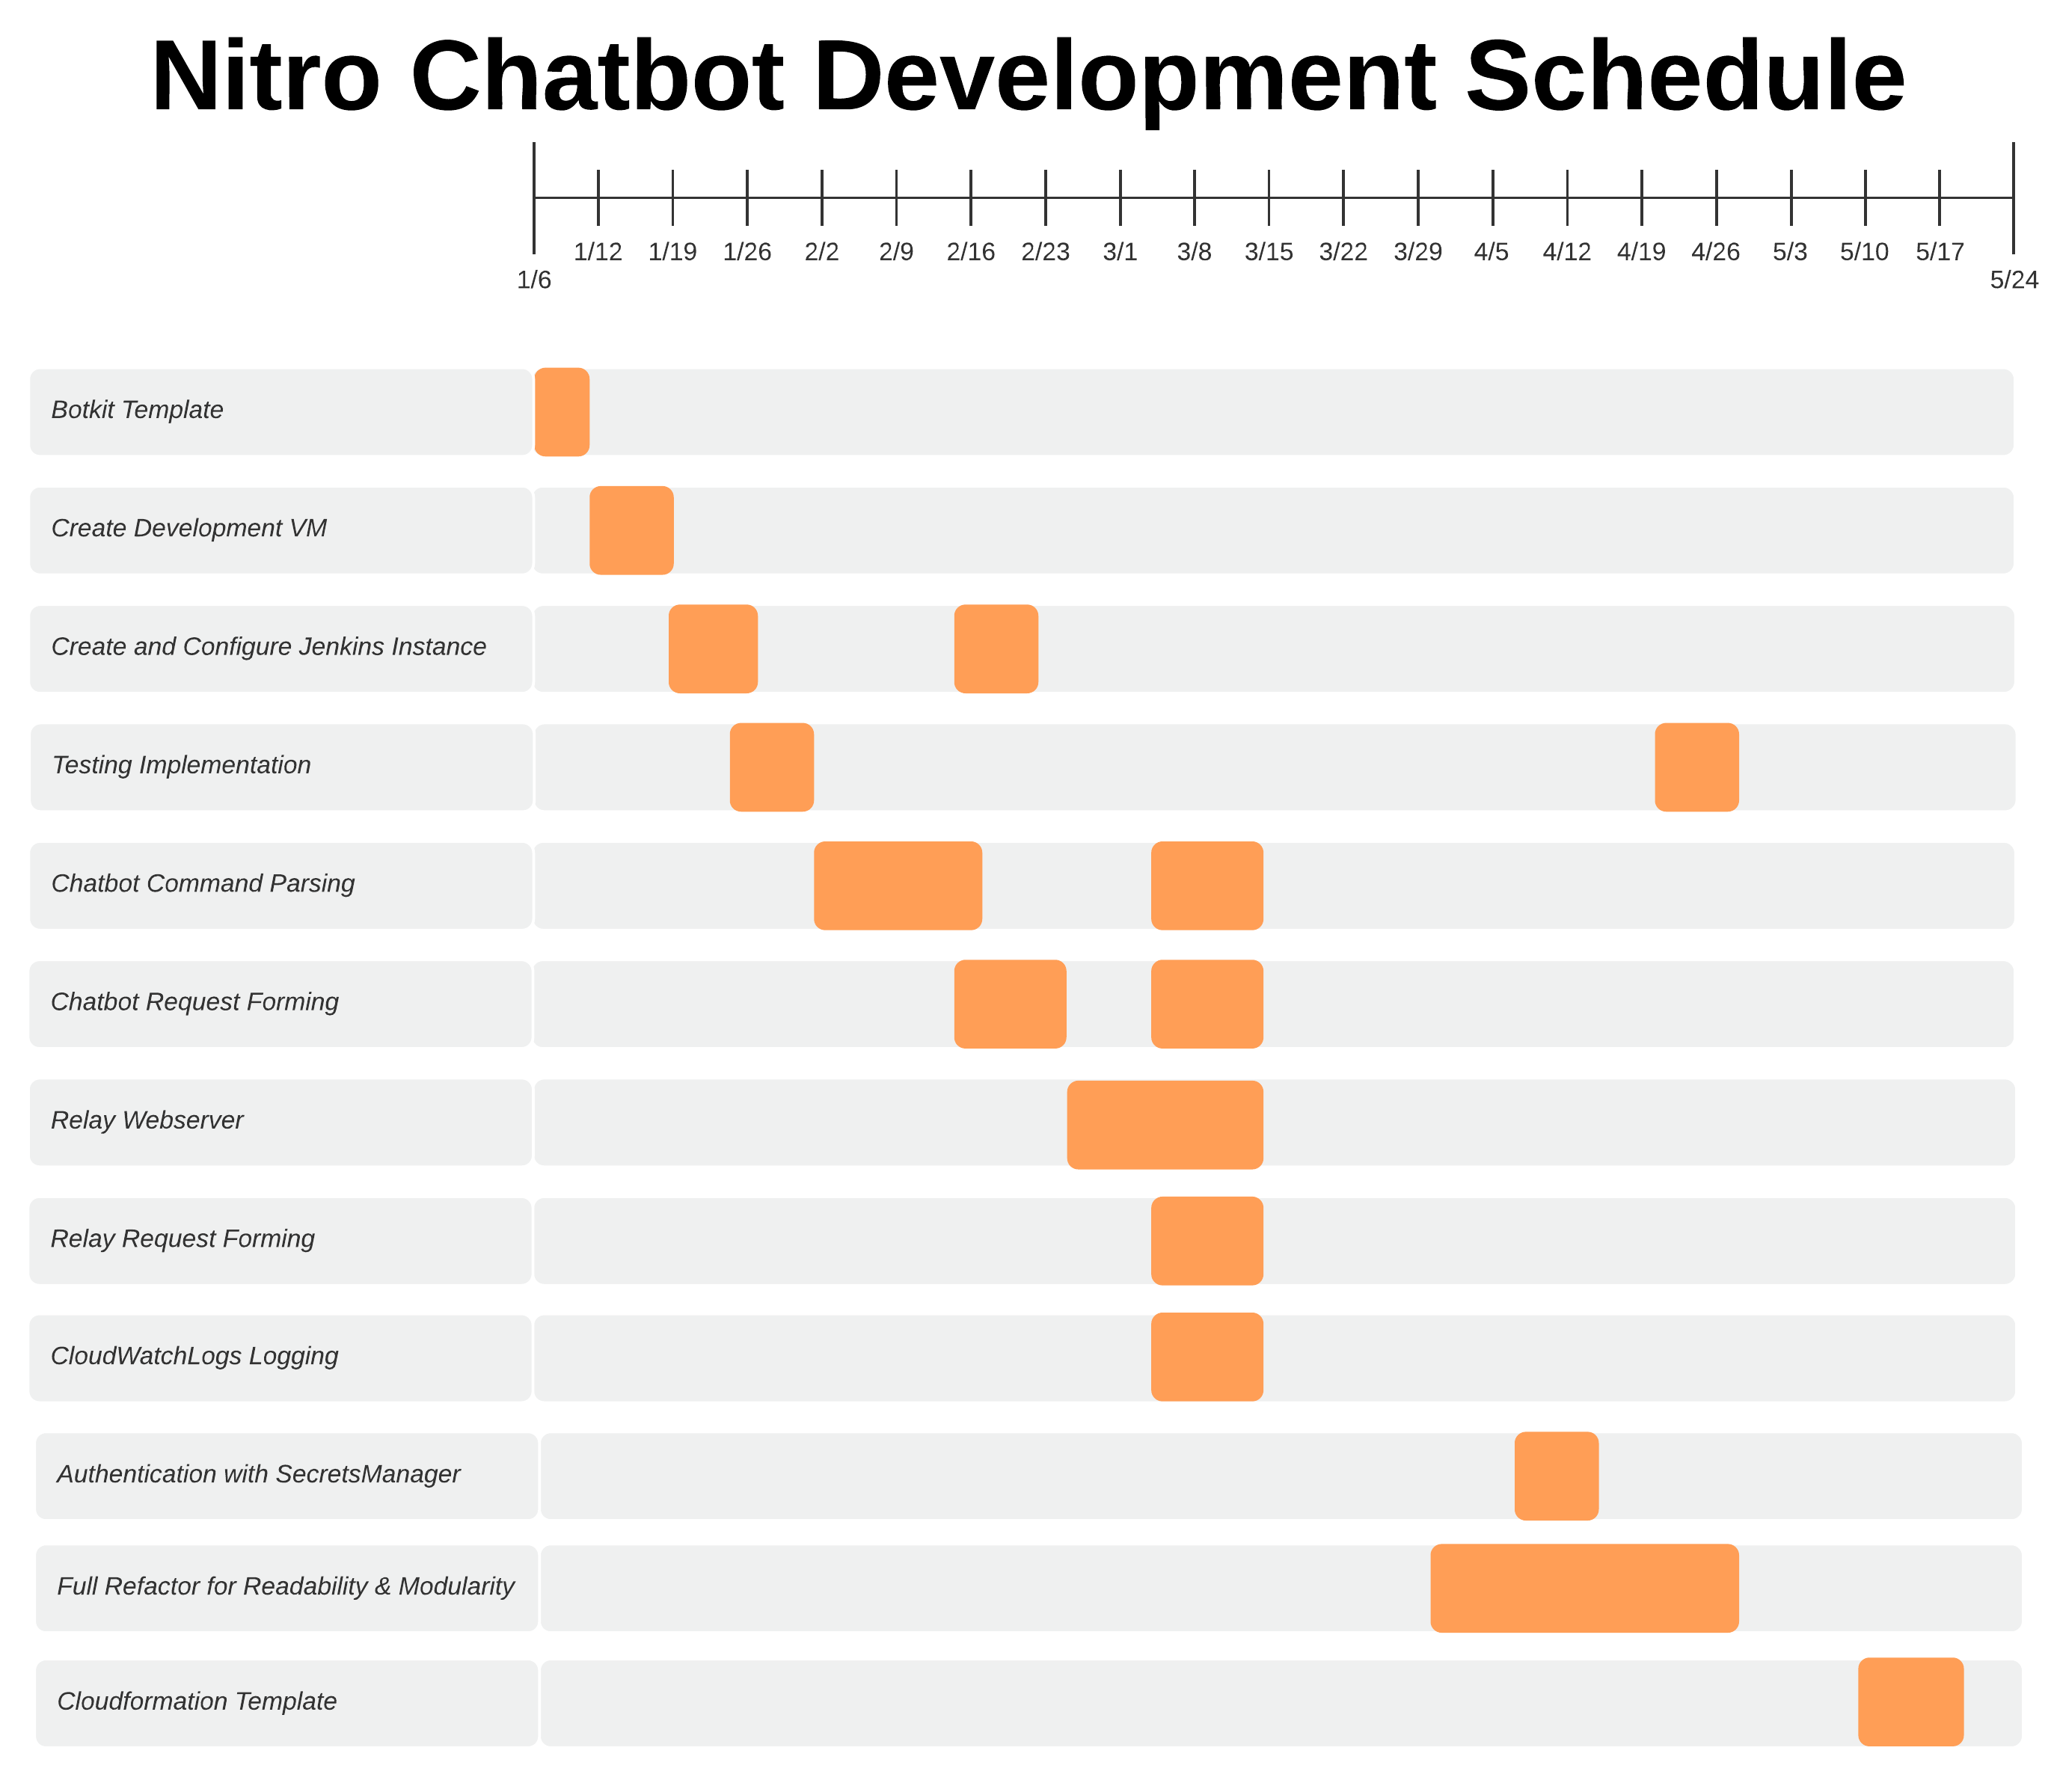 Nitro Chatbot Development Schedule
1/12 1/19 1/26 2/2 2/9 2/16 2/23 3/1 3/8 3/15 3/22 3/29 4/5 4/12 4/19 4/26 5/3 5/10 5/17
1/6 5/24
Botkit Template
Create Development VM
Create and Configure Jenkins Instance
Testing Implementation
Chatbot Command Parsing
Chatbot Request Forming
Relay Webserver
Relay Request Forming
CloudWatchLogs Logging
Authentication with SecretsManager
Full Refactor for Readability & Modularity
Cloudformation Template